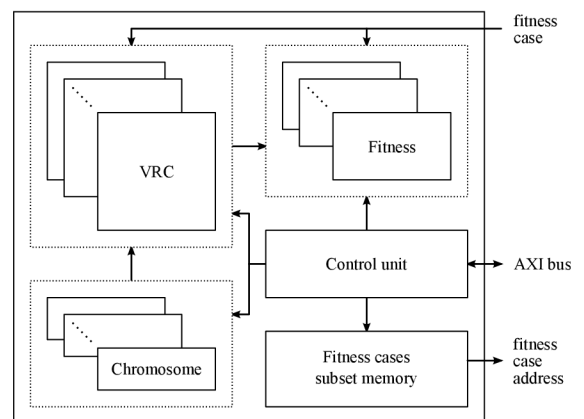 fitness
case
VRC
Fitness
Control unit
AXI bus
Chromosome
Fitness cases
subset memory
fitness
case
address